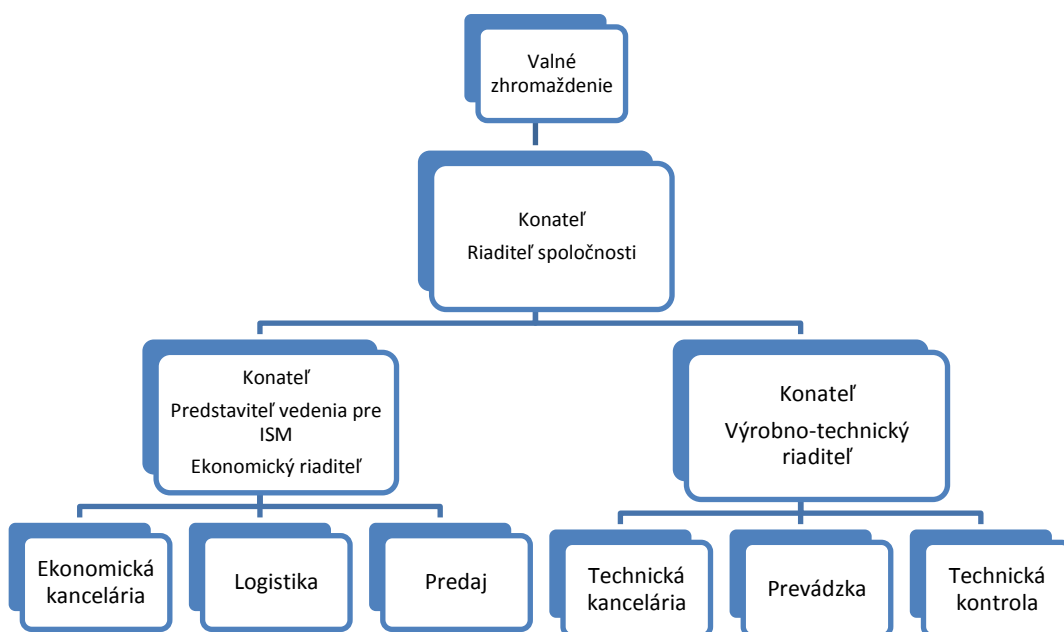 Valné
zhromaždenie
Konateľ
Riaditeľ spoločnosti
Konateľ
Predstaviteľ vedenia pre
ISM
Ekonomický riaditeľ
Konateľ
Výrobno-technický
riaditeľ
Ekonomická
kancelária
Logistika
Predaj
Technická
kancelária
Prevádzka
Technická
kontrola